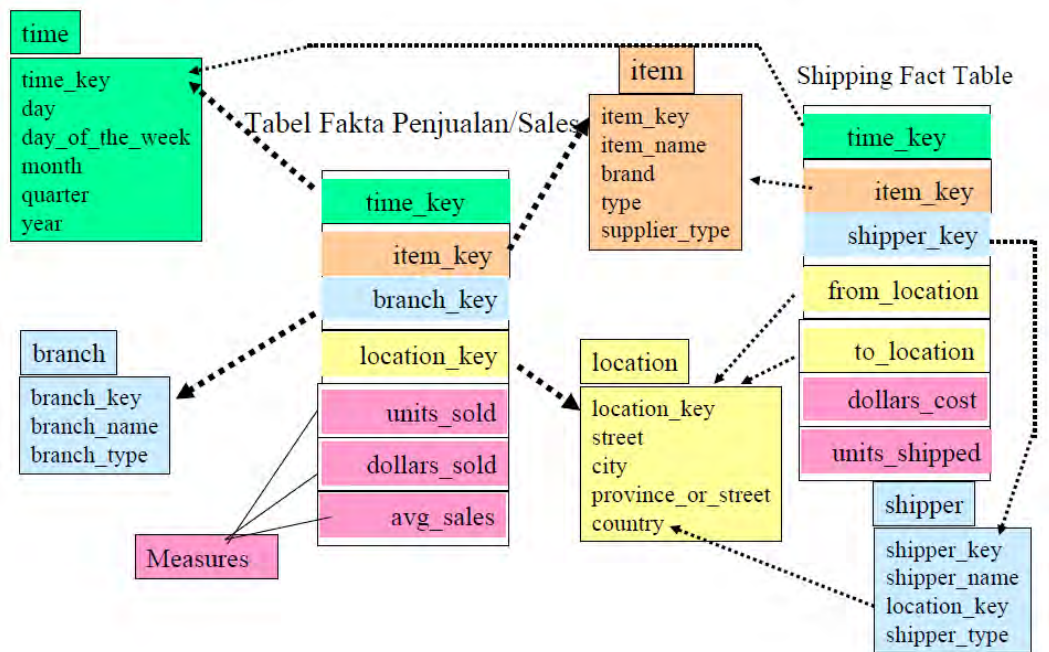 time
time_key
day
day_of_the_week
month
quarter
year
Tabel Fakta Penjualan/Sales
time_key
item_key
branch_key
location_key
units_sold
dollars_sold
avg_sales
Measures
branch
branch_key
branch_name
branch_type
item
item_key
item_name
brand
type
supplier_type
location
location_key
street
city
province_or_street
country
Shipping Fact Table
time_key
item_key
shipper_key
from_location
to_location
dollars_cost
units_shipped
shipper
shipper_key
shipper_name
location_key
shipper_type